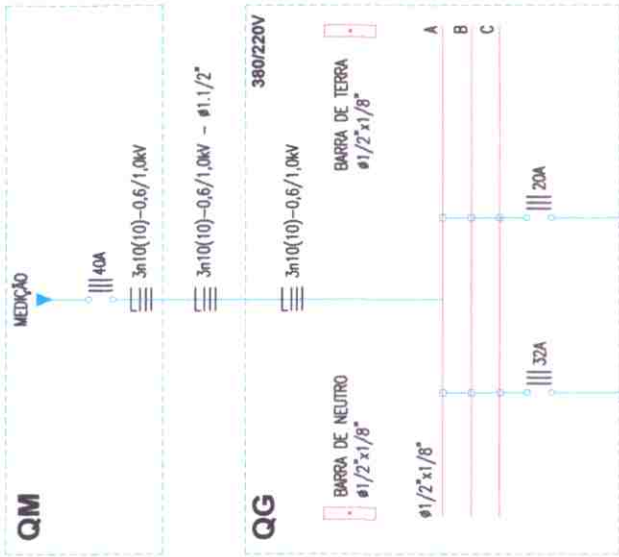 QM
MEDIÇÃO
40A
3n10(10)-0,6/1,0kV
3n10(10)-0,6/1,0kV - ø1.1/2"
QG
380/220V
3n10(10)-0,6/1,0kV
BARRA DE NEUTRO
ø1/2"x1/8"
BARRA DE TERRA
ø1/2"x1/8"
ø1/2"x1/8"
A
B
C
32A
20A